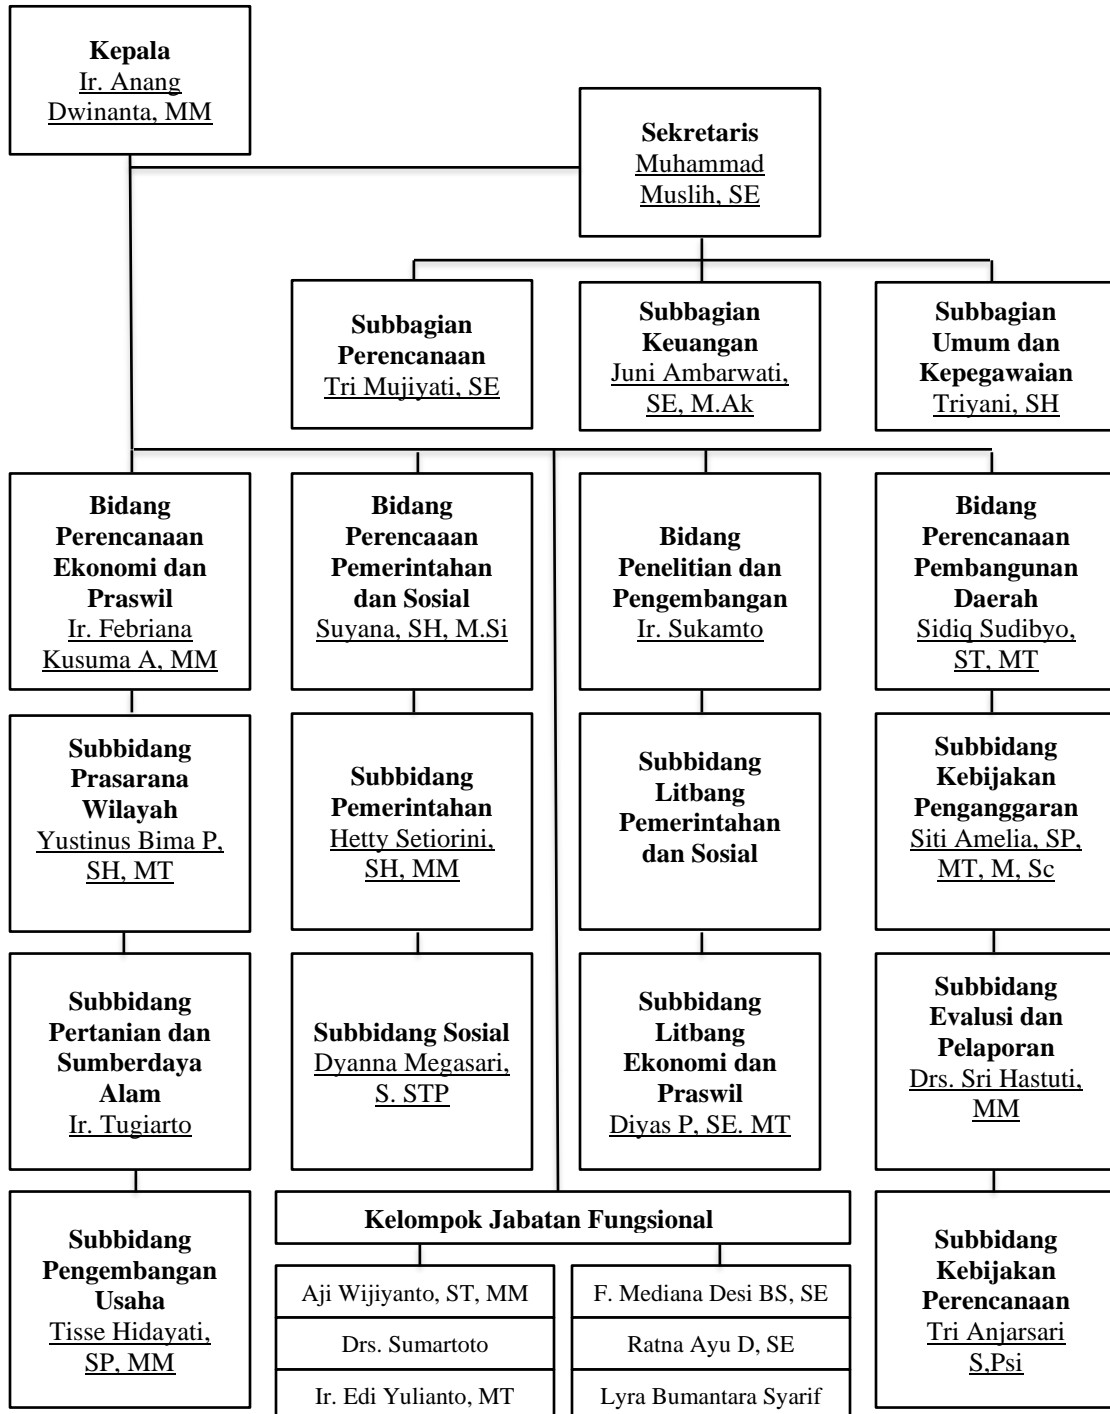 Kepala
Ir. Anang
Dwinanta, MM
Sekretaris
Muhammad
Muslih, SE
Subbagian
Perencanaan
Tri Mujiyati, SE
Subbagian
Keuangan
Juni Ambarwati,
SE, M.Ak
Subbagian
Umum dan
Kepegawaian
Triyani, SH
Bidang
Perencanaan
Ekonomi dan
Praswil
Ir. Febriana
Kusuma A, MM
Bidang
Perencaaan
Pemerintahan
dan Sosial
Suyana, SH, M.Si
Bidang
Penelitian dan
Pengembangan
Ir. Sukamto
Bidang
Perencanaan
Pembangunan
Daerah
Sidiq Sudibyo,
ST, MT
Subbidang
Prasarana
Wilayah
Yustinus Bima P,
SH, MT
Subbidang
Pemerintahan
Hetty Setiorini,
SH, MM
Subbidang
Litbang
Pemerintahan
dan Sosial
Subbidang
Kebijakan
Penganggaran
Siti Amelia, SP,
MT, M, Sc
Subbidang
Pertanian dan
Sumberdaya
Alam
Ir. Tugiarto
Subbidang Sosial
Dyanna Megasari,
S. STP
Subbidang
Litbang
Ekonomi dan
Praswil
Diyas P, SE. MT
Subbidang
Evalusi dan
Pelaporan
Drs. Sri Hastuti,
MM
Subbidang
Pengembangan
Usaha
Tisse Hidayati,
SP, MM
Kelompok Jabatan Fungsional
Aji Wijiyanto, ST, MM
Drs. Sumartoto
Ir. Edi Yulianto, MT
F. Mediana Desi BS, SE
Ratna Ayu D, SE
Lyra Bumantara Syarif
Subbidang
Kebijakan
Perencanaan
Tri Anjarsari
S,Psi